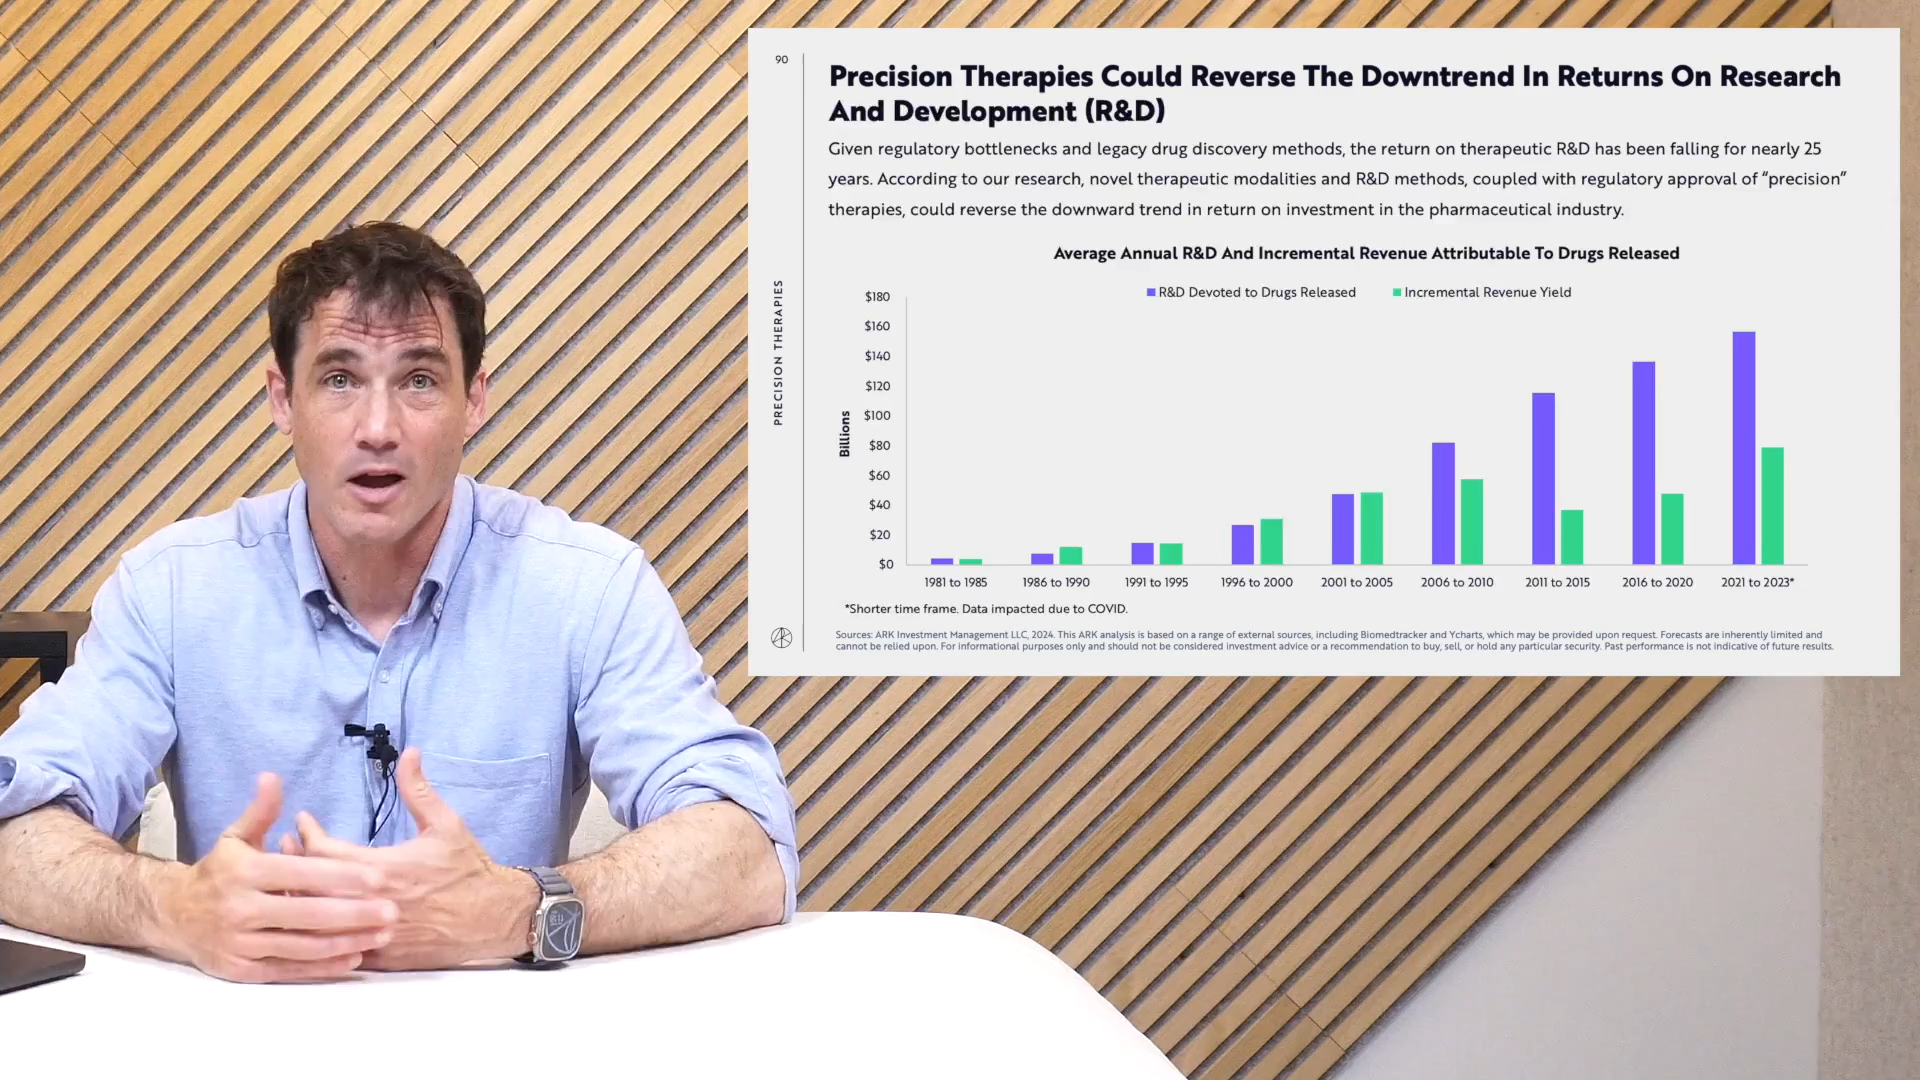 90
Precision Therapies Could Reverse The Downtrend In Returns On Research
And Development (R&D)
Given regulatory bottlenecks and legacy drug discovery methods, the return on therapeutic R&D has been falling for nearly 25
years. According to our research, novel therapeutic modalities and R&D methods, coupled with regulatory approval of “precision”
therapies, could reverse the downward trend in return on investment in the pharmaceutical industry.
PRECISION THERAPIES
Average Annual R&D And Incremental Revenue Attributable To Drugs Released
R&D Devoted to Drugs Released Incremental Revenue Yield
Billions
$180
$160
$140
$120
$100
$80
$60
$40
$20
$0
1981 to 1985 1986 to 1990 1991 to 1995 1996 to 2000 2001 to 2005 2006 to 2010 2011 to 2015 2016 to 2020 2021 to 2023*
*Shorter time frame. Data impacted due to COVID.
Sources: ARK Investment Management LLC, 2024. This ARK analysis is based on a range of external sources, including Biomedtracker and Ycharts, which may be provided upon request. Forecasts are inherently limited and
cannot be relied upon. For informational purposes only and should not be considered investment advice or a recommendation to buy, sell, or hold any particular security. Past performance is not indicative of future results.